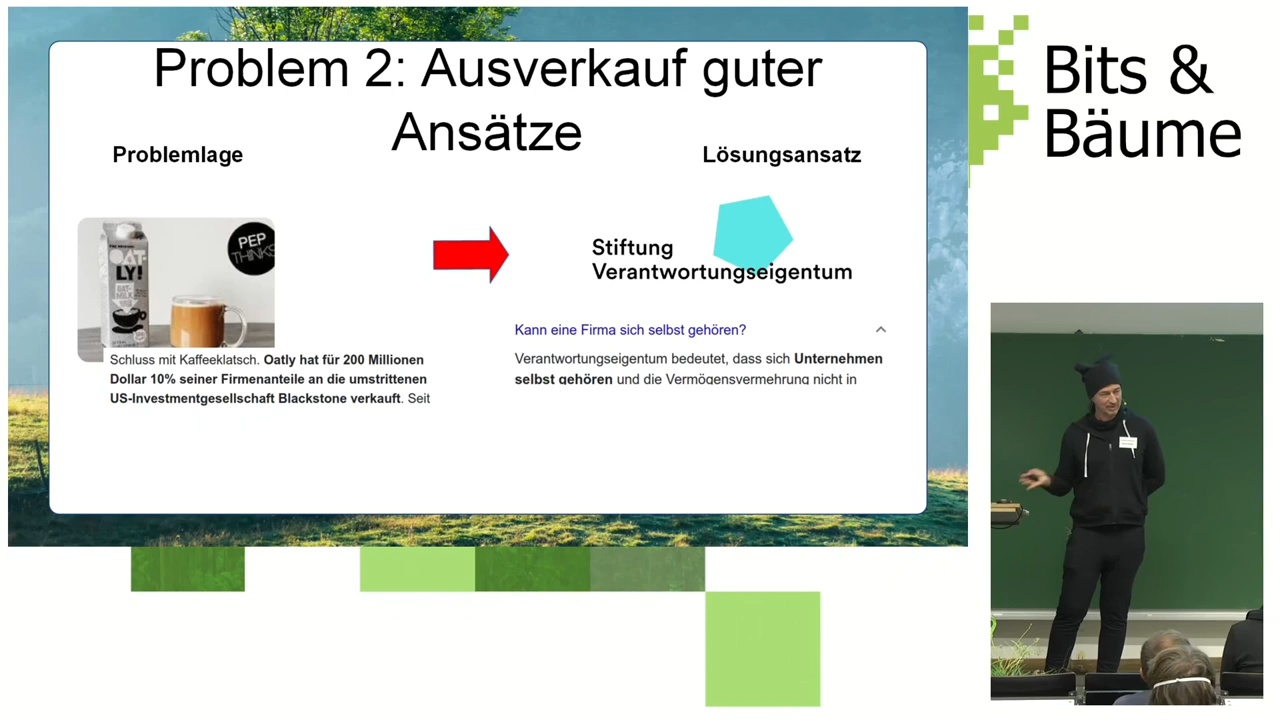 Problem 2: Ausverkauf guter
Ansätze
Problemlage
OAT-
LY!
PEP
THINKS
Schluss mit Kaffeeklatsch. Oatly hat für 200 Millionen
Dollar 10% seiner Firmenanteile an die umstrittenen
US-Investmentgesellschaft Blackstone verkauft. Seit
Lösungsansatz
Stiftung
Verantwortungseigentum
Kann eine Firma sich selbst gehören?
Verantwortungseigentum bedeutet, dass sich Unternehmen
selbst gehören und die Vermögensvermehrung nicht in
Bits &
Bäume